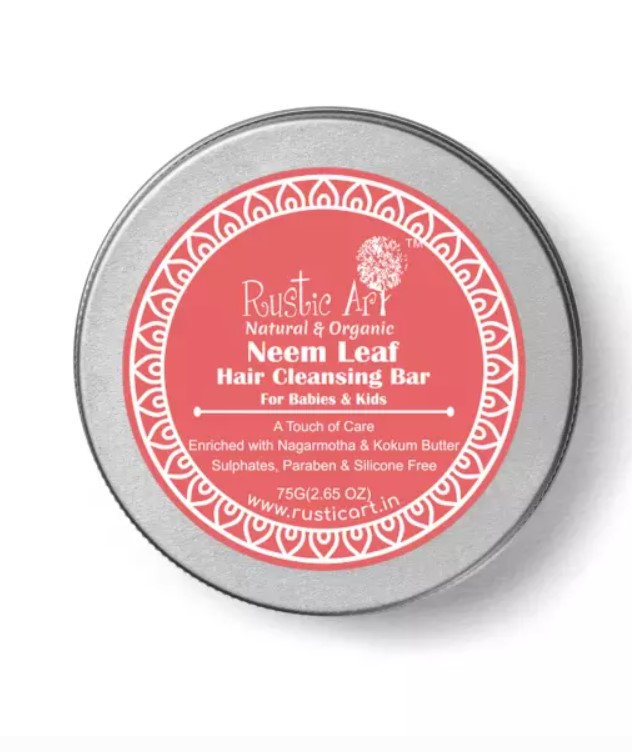 Rustic Art TM
Natural & Organic
Neem Leaf
Hair Cleansing Bar
For Babies & Kids
A Touch of Care
Enriched with Nagarmotha & Kokum Butter
Sulphates, Paraben & Silicone Free
75G(2.65 OZ)
www.rusticart.in